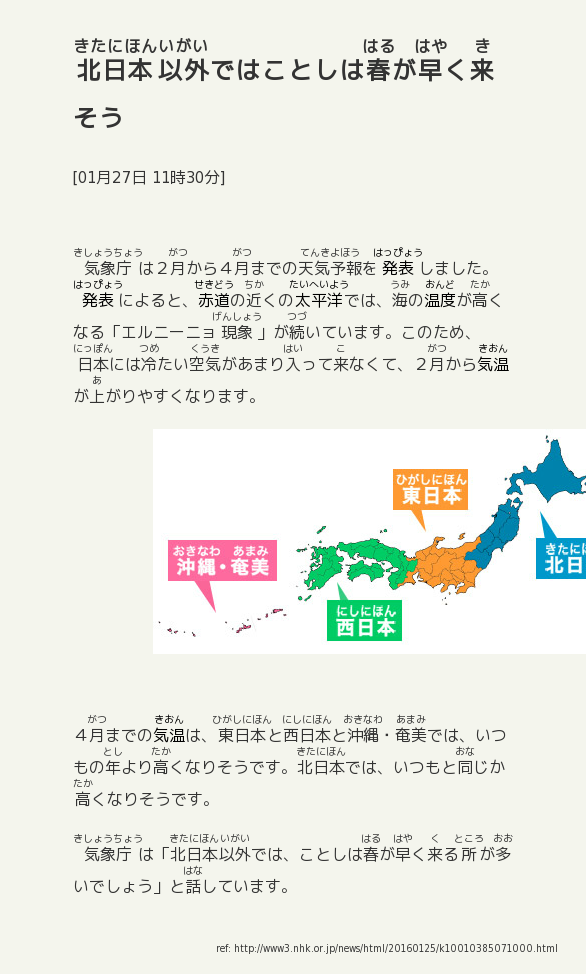 きたにほんいがい はる はや き
北日本以外ではことしは春が早く来
そう
[01月27日 11時30分]
きしょうちょう がつ がつ てんきよほう はっぴょう
気象庁は２月から４月までの天気予報を発表しました。
はっぴょう せきどう ちか たいへいよう うみ おんど たか
発表によると、赤道の近くの太平洋では、海の温度が高く
げんしょう つづ
なる「エルニーニョ現象」が続いています。このため、
にっぽん つめ くうき はい こ がつ きおん
日本には冷たい空気があまり入って来なくて、２月から気温
あ
が上がりやすくなります。
ひがしにほん
東日本
きたに
北日
おきなわ あまみ
沖縄・奄美
にしにほん
西日本
がつ きおん ひがしにほん にしにほん おきなわ あまみ
４月までの気温は、東日本と西日本と沖縄・奄美では、いつ
とし たか きたにほん おな
もの年より高くなりそうです。北日本では、いつもと同じか
たか
高くなりそうです。
きしょうちょう きたにほんいがい はる はや く ところ おお
気象庁は「北日本以外では、ことしは春が早く来る所が多
はな
いでしょう」と話しています。
ref: http://www3.nhk.or.jp/news/html/20160125/k10010385071000.html